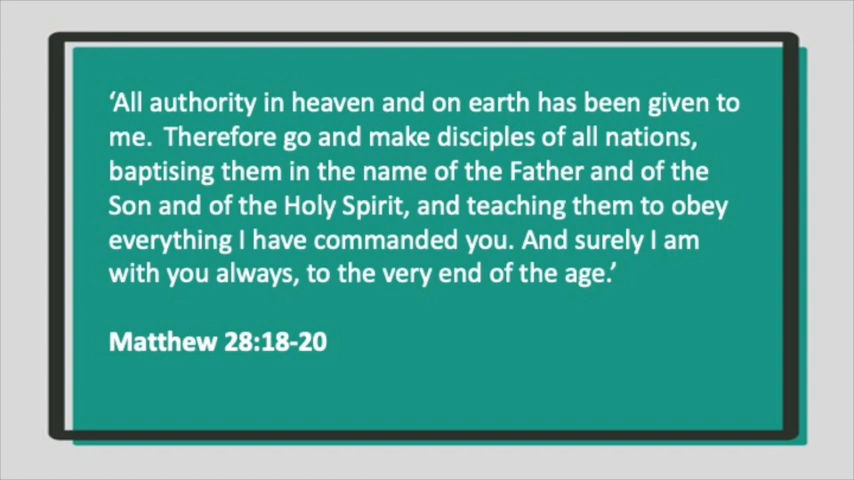 ‘All authority in heaven and on earth has been given to
me.  Therefore go and make disciples of all nations,
baptising them in the name of the Father and of the
Son and of the Holy Spirit, and teaching them to obey
everything I have commanded you. And surely I am
with you always, to the very end of the age.’
Matthew 28:18-20